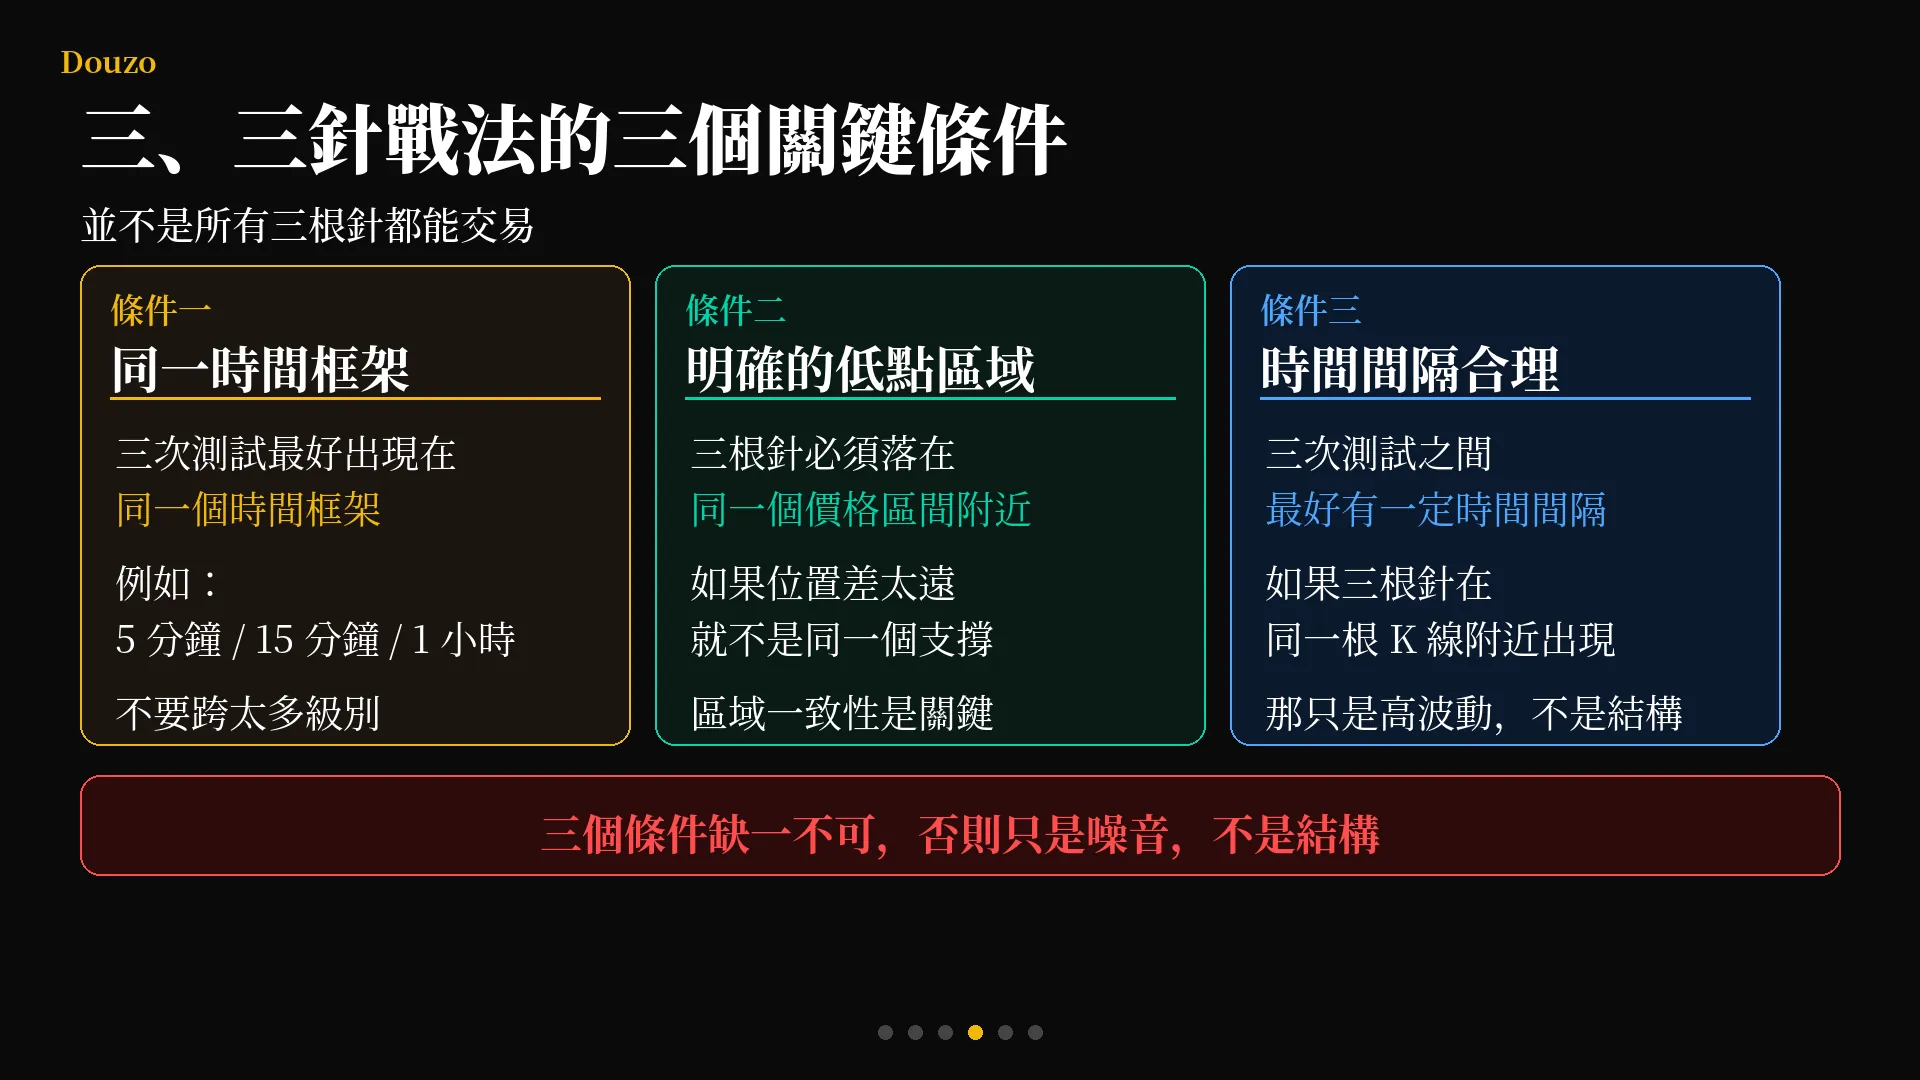 Douzo
三、三針戰法的三個關鍵條件
並不是所有三根針都能交易
條件一
同一時間框架
三次測試最好出現在
同一個時間框架
例如：
5 分鐘 / 15 分鐘 / 1 小時
不要跨太多級別
條件二
明確的低點區域
三根針必須落在
同一個價格區間附近
如果位置差太遠
就不是同一個支撐
區域一致性是關鍵
條件三
時間間隔合理
三次測試之間
最好有一定時間間隔
如果三根針在
同一根 K 線附近出現
那只是高波動，不是結構
三個條件缺一不可，否則只是噪音，不是結構